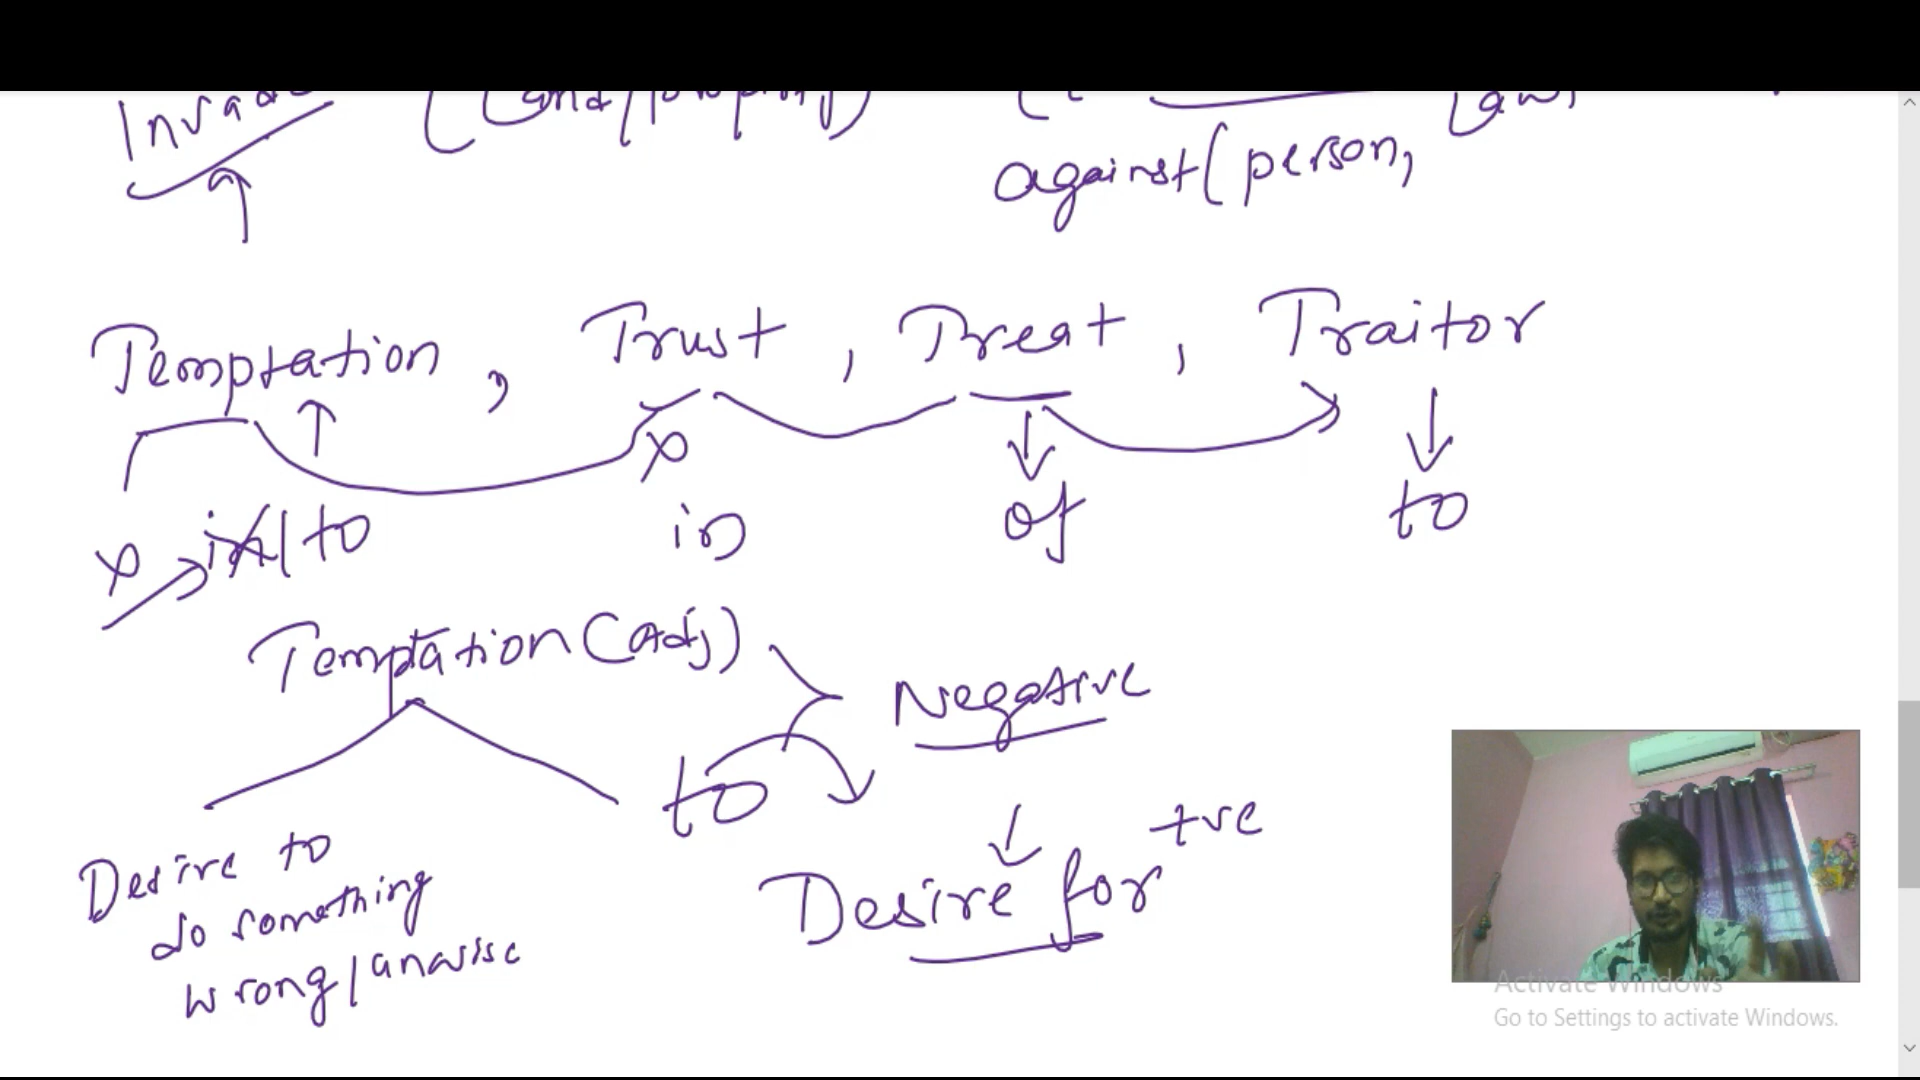 against (person,
Temptation, Trust, Treat, Traitor
in/to in of to
Temptation (Adj)
Negative
to
+ve
Desire to
do something
wrong/unwise
Desire for
Activate Windows
Go to Settings to activate Windows.